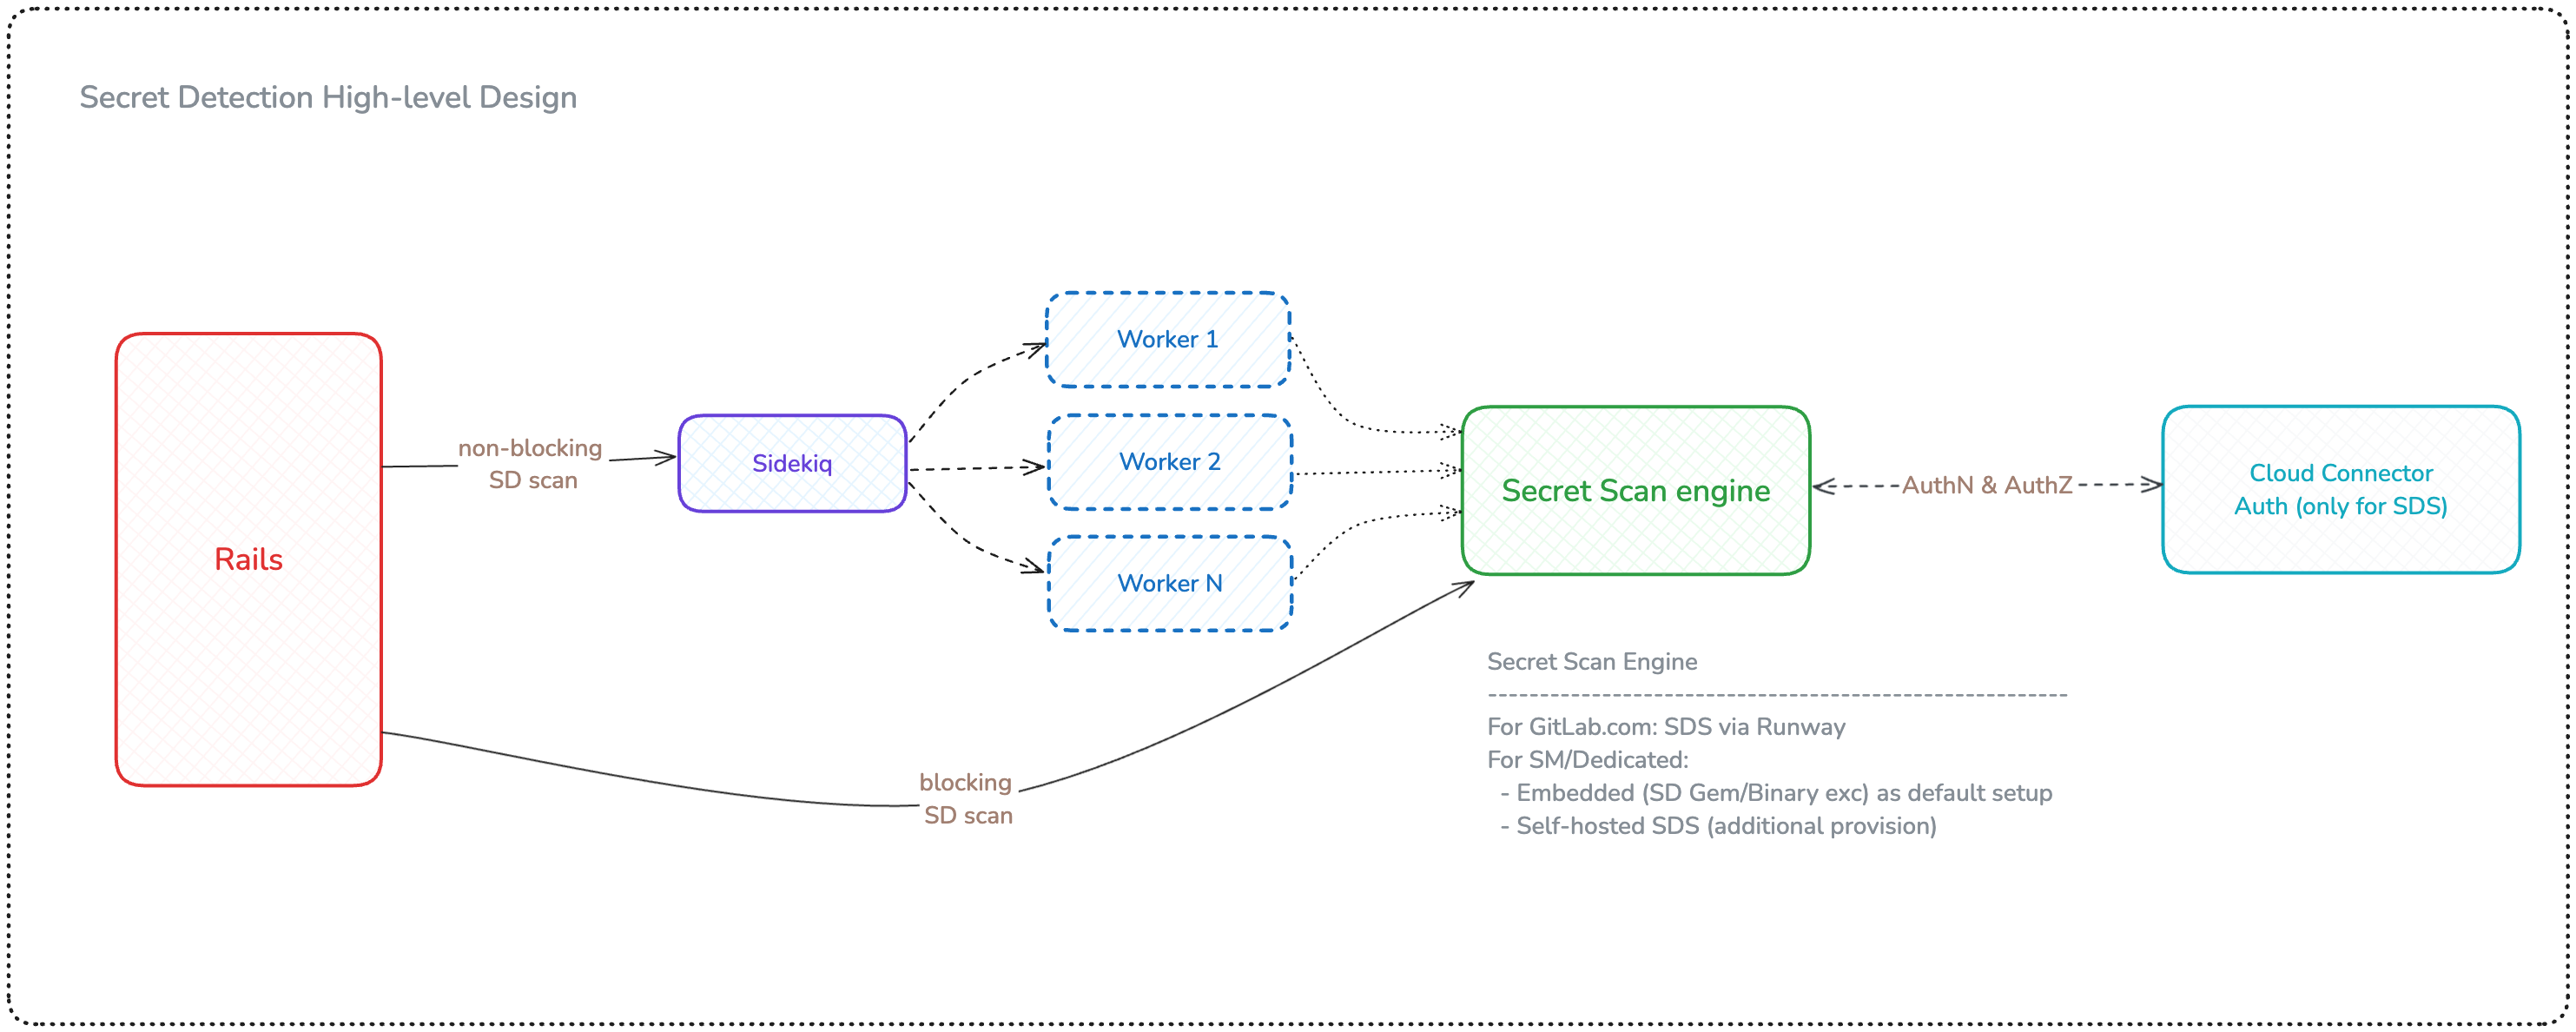 Secret Detection High-level Design
Rails
non-blocking
SD scan
Sidekiq
Worker 1
Worker 2
Worker N
Secret Scan engine
AuthN & AuthZ
Cloud Connector
Auth (only for SDS)
blocking
SD scan
Secret Scan Engine
--------------------------------------------------------
For GitLab.com: SDS via Runway
For SM/Dedicated:
- Embedded (SD Gem/Binary exc) as default setup
- Self-hosted SDS (additional provision)